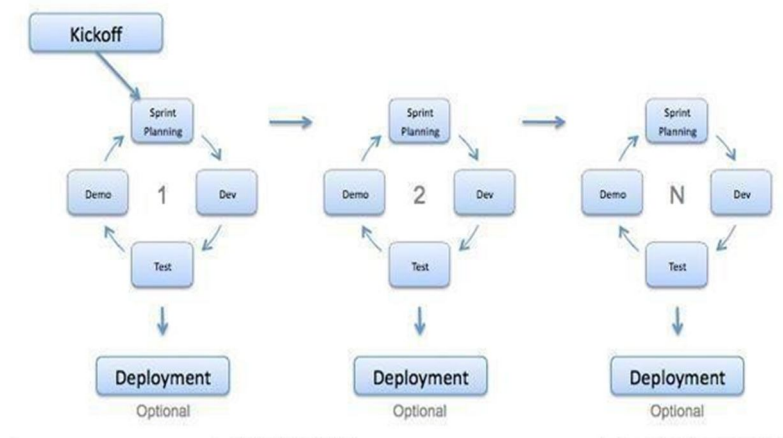 Kickoff
Sprint
Planning
Sprint
Planning
Sprint
Planning
Demo
1
Dev
Demo
2
Dev
Demo
N
Dev
Test
Test
Test
Deployment
Deployment
Deployment
Optional
Optional
Optional